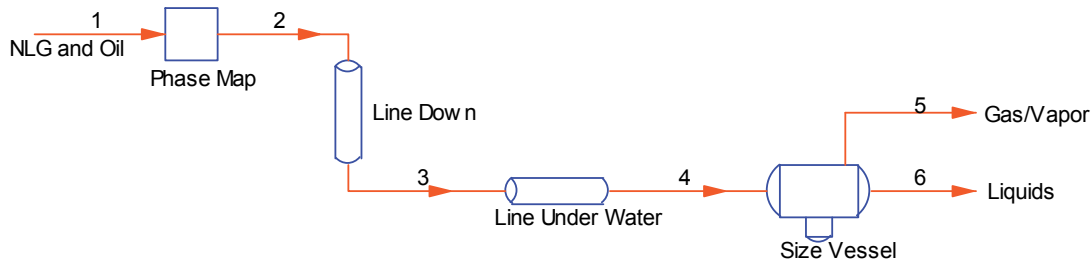 1
2
NLG and Oil
Phase Map
Line Down
5
Gas/Vapor
3
4
6
Line Under Water
Liquids
Size Vessel